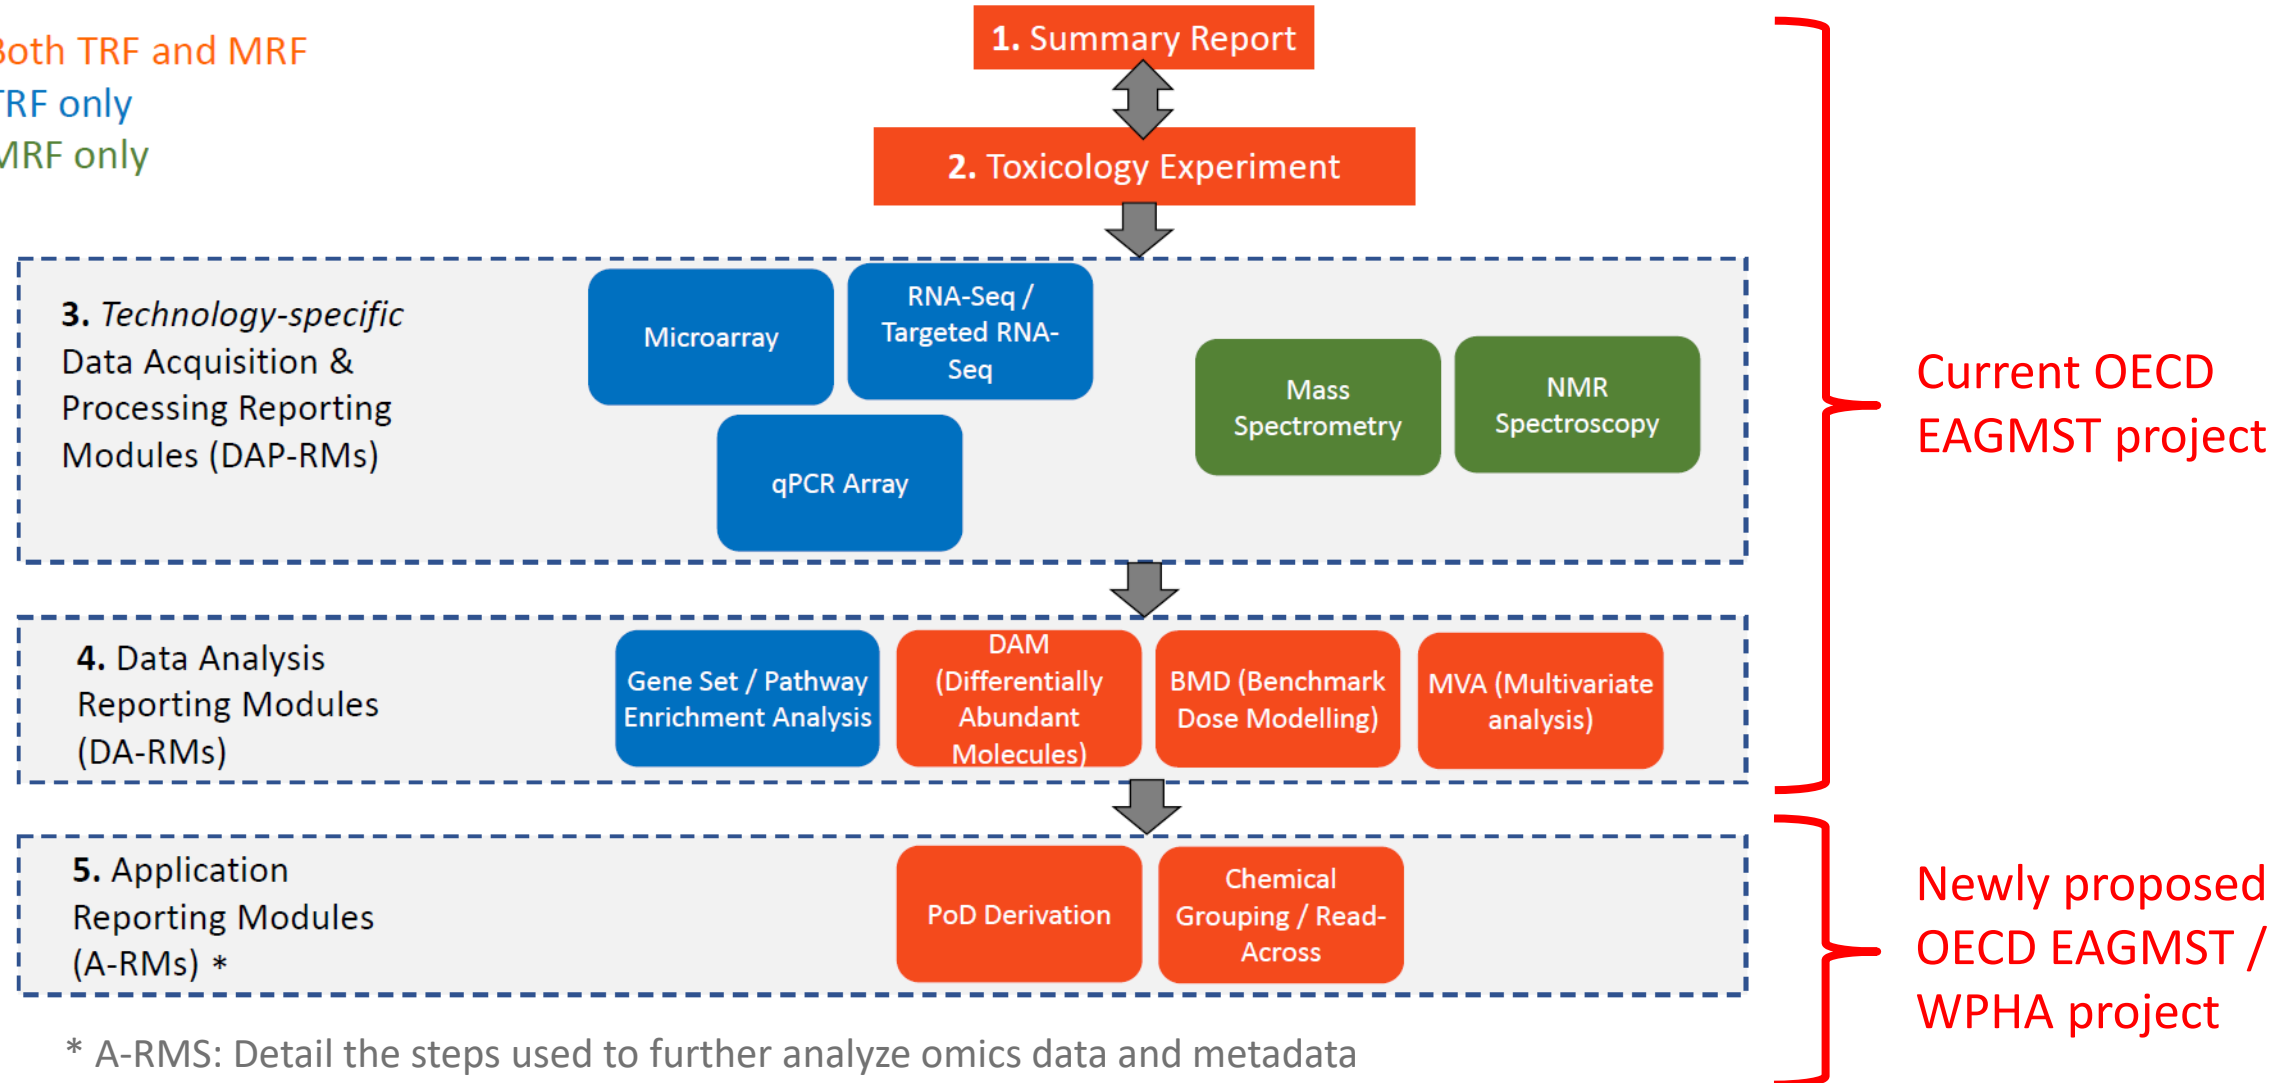 Both TRF and MRF
TRF only
MRF only
1. Summary Report
2. Toxicology Experiment
3. Technology-specific
Data Acquisition &
Processing Reporting
Modules (DAP-RMs)
Microarray
RNA-Seq /
Targeted RNA-
Seq
qPCR Array
Mass
Spectrometry
NMR
Spectroscopy
4. Data Analysis
Reporting Modules
(DA-RMs)
Gene Set / Pathway
Enrichment Analysis
DAM
(Differentially
Abundant
Molecules)
BMD (Benchmark
Dose Modelling)
MVA (Multivariate
analysis)
5. Application
Reporting Modules
(A-RMs) *
PoD Derivation
Chemical
Grouping / Read-
Across
Current OECD
EAGMST project
Newly proposed
OECD EAGMST /
WPHA project
* A-RMS: Detail the steps used to further analyze omics data and metadata